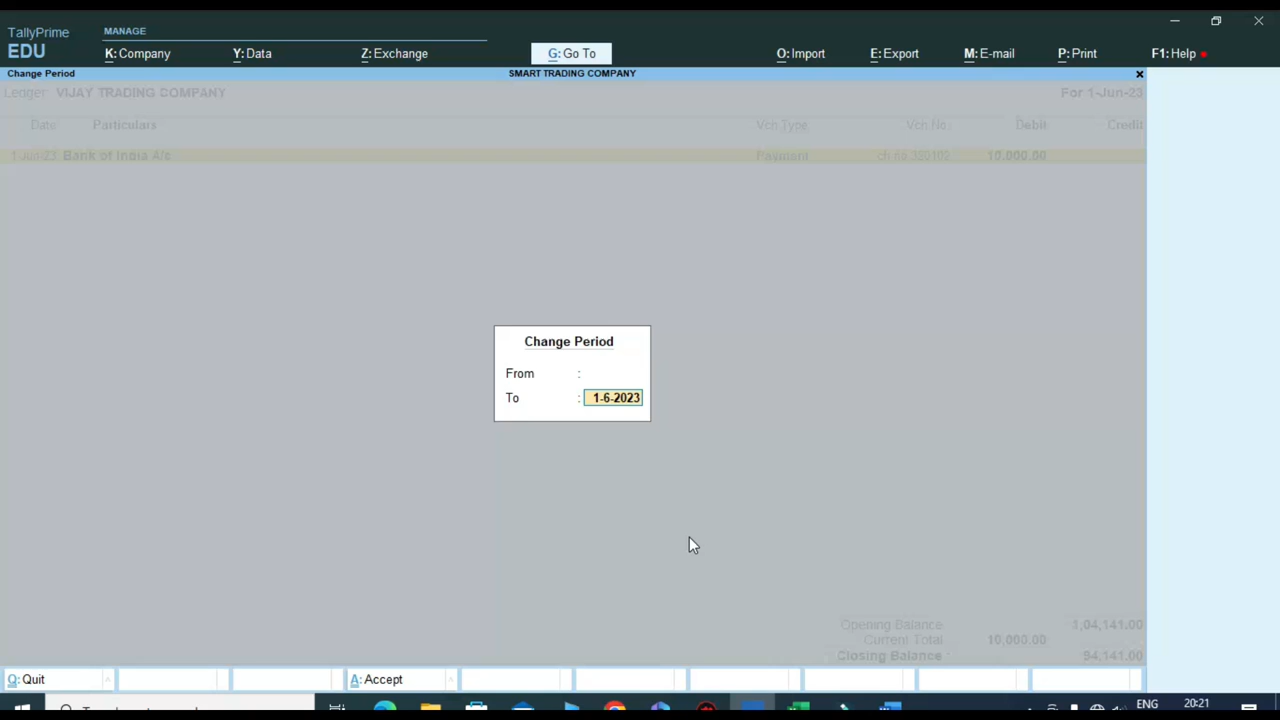 TallyPrime
EDU
MANAGE
K: Company
Y: Data
Z: Exchange
G: Go To
O: Import
E: Export
M: E-mail
P: Print
F1: Help
Change Period
SMART TRADING COMPANY
Ledger: VIJAY TRADING COMPANY
For 1-Jun-23
Date Particulars Vch Type Vch No. Debit Credit
1-Jun-23 Bank of India A/c Payment ch no 10,000.00
Change Period
From :
To : 1-6-2023
Opening Balance 1,04,141.00
Current Total 10,000.00
Closing Balance : 94,141.00
Q: Quit
A: Accept
ENG
20:21